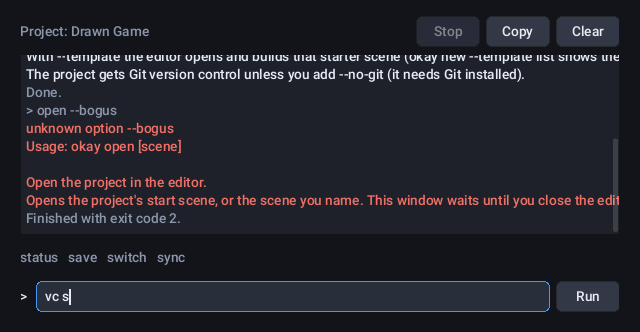 Project: Drawn Game
Stop
Copy
Clear
With --template the editor opens and builds that starter scene (okay new --template list shows the
The project gets Git version control unless you add --no-git (it needs Git installed).
Done.
> open --bogus
unknown option --bogus
Usage: okay open [scene]
Open the project in the editor.
Opens the project's start scene, or the scene you name. This window waits until you close the edit
Finished with exit code 2.
status save switch sync
> vc s
Run